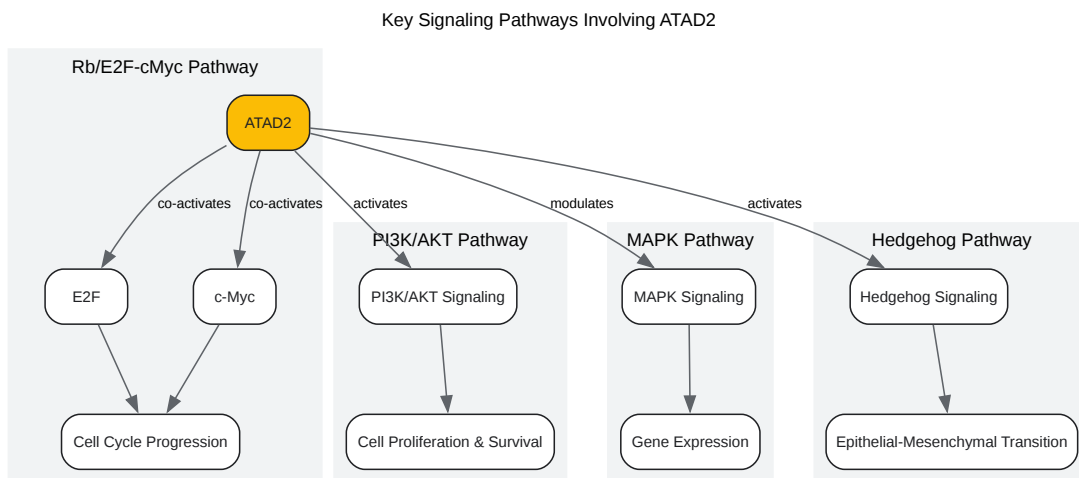 Key Signaling Pathways Involving ATAD2
Rb/E2F-cMyc Pathway
ATAD2
co-activates
co-activates
activates
modulates
activates
PI3K/AKT Pathway
MAPK Pathway
Hedgehog Pathway
E2F
c-Myc
PI3K/AKT Signaling
MAPK Signaling
Hedgehog Signaling
Cell Cycle Progression
Cell Proliferation & Survival
Gene Expression
Epithelial-Mesenchymal Transition